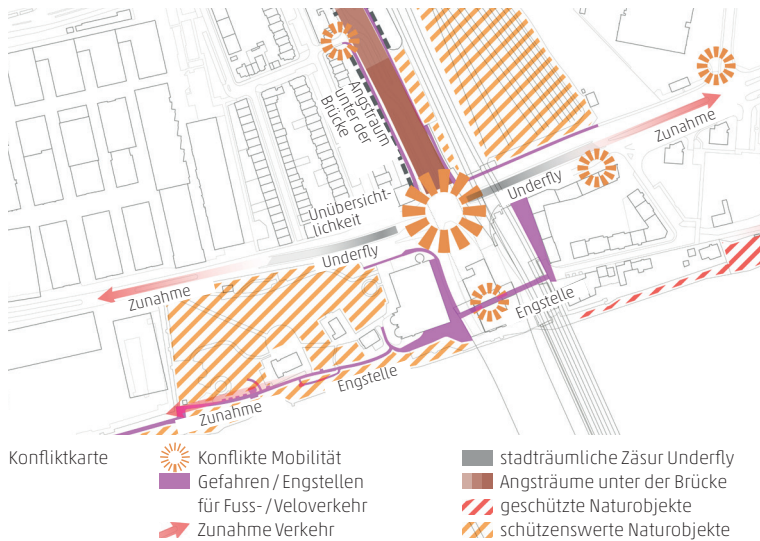 Angstraum
unter der
Brücke
Zunahme
Underfly
Unübersicht-
lichkeit
Underfly
Zunahme
Engstelle
Engstelle
Zunahme
Konfliktkarte
Konflikte Mobilität
Gefahren / Engstellen
für Fuss- / Veloverkehr
Zunahme Verkehr
stadträumliche Zäsur Underfly
Angsträume unter der Brücke
geschützte Naturobjekte
schützenswerte Naturobjekte